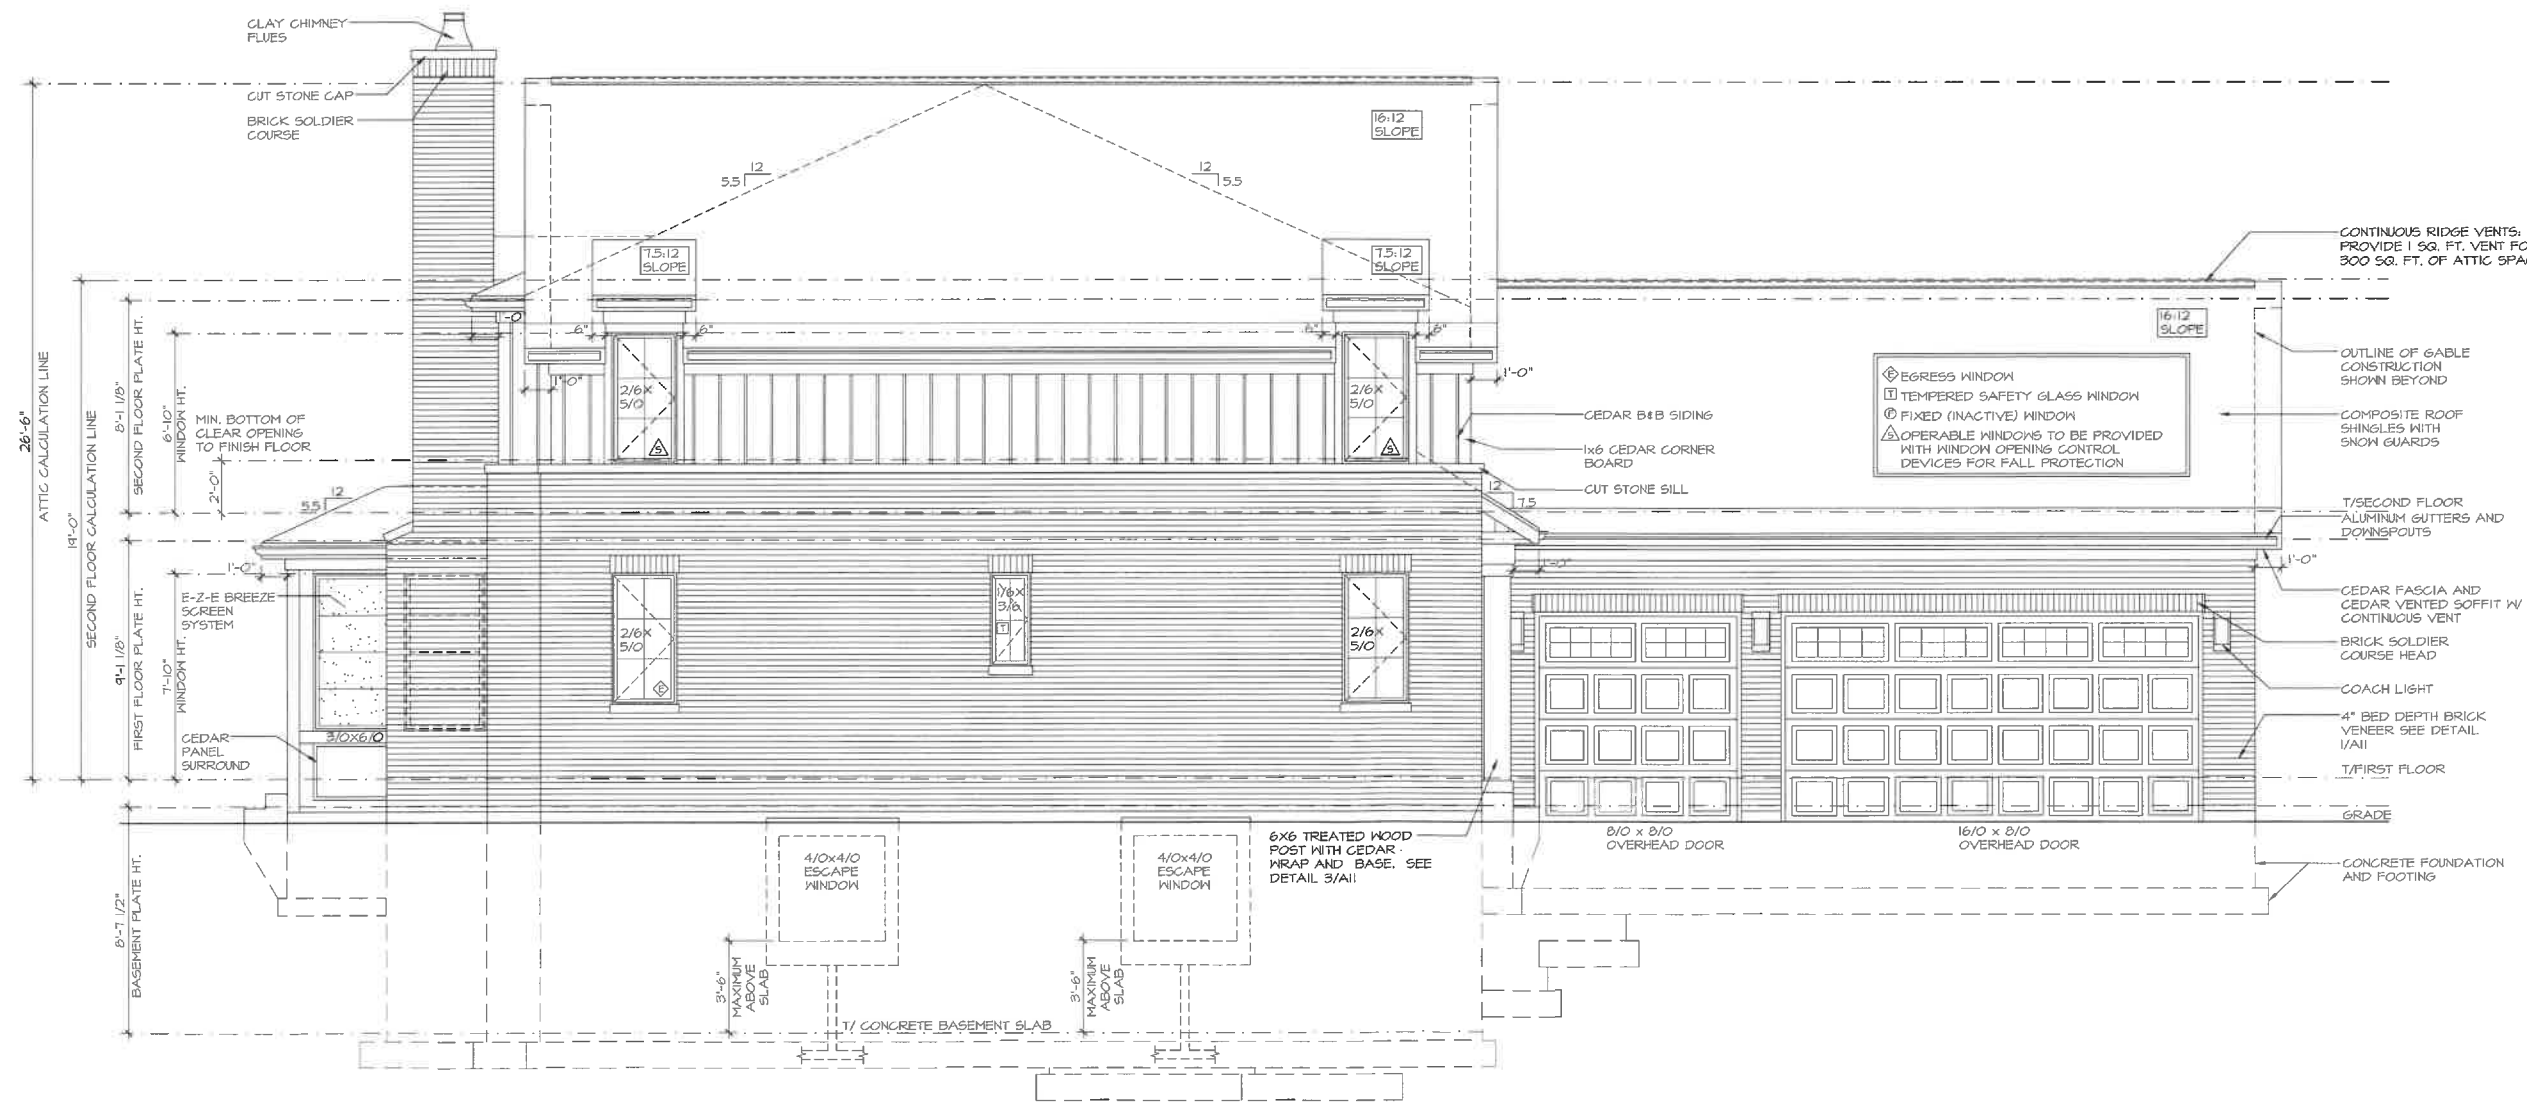 CLAY CHIMNEY
FLUES
CUT STONE CAP
BRICK SOLDIER
COURSE
16:12
SLOPE
12
5.5
12
5.5
7.5:12
SLOPE
7.5:12
SLOPE
CONTINUOUS RIDGE VENTS:
PROVIDE 1 SQ. FT. VENT
300 SQ. FT. OF ATTIC
16:12
SLOPE
26'-6"
ATTIC CALCULATION LINE
19'-0"
SECOND FLOOR CALCULATION LINE
8'-1 1/8"
SECOND FLOOR PLATE HT.
6'-10"
WINDOW HT.
MIN. BOTTOM OF
CLEAR OPENING
TO FINISH FLOOR
2'-0"
-0"
6"
6"
6"
6"
1'-0"
1'-0"
2/6X
5/0
S
2/6X
5/0
S
CEDAR B&B SIDING
1x6 CEDAR CORNER
BOARD
CUT STONE SILL
E EGRESS WINDOW
T TEMPERED SAFETY GLASS WINDOW
F FIXED (INACTIVE) WINDOW
S OPERABLE WINDOWS TO BE PROVIDED
WITH WINDOW OPENING CONTROL
DEVICES FOR FALL PROTECTION
OUTLINE OF GABLE
CONSTRUCTION
SHOWN BEYOND
COMPOSITE ROOF
SHINGLES WITH
SNOW GUARDS
12
5.5
12
7.5
T/SECOND FLOOR
ALUMINUM GUTTERS AND
DOWNSPOUTS
9'-1 1/8"
FIRST FLOOR PLATE HT.
7'-10"
WINDOW HT.
1'-0"
1'-0"
1'-0"
E-Z-E BREEZE
SCREEN
SYSTEM
CEDAR
PANEL
SURROUND
3/0X6/0
2/6X
5/0
E
1/6X
3/6
T
2/6X
5/0
CEDAR FASCIA AND
CEDAR VENTED SOFFIT W/
CONTINUOUS VENT
BRICK SOLDIER
COURSE HEAD
COACH LIGHT
4" BED DEPTH BRICK
VENEER SEE DETAIL
1/A11
T/FIRST FLOOR
GRADE
6X6 TREATED WOOD
POST WITH CEDAR
WRAP AND BASE. SEE
DETAIL 3/A11
8/0 x 8/0
OVERHEAD DOOR
16/0 x 8/0
OVERHEAD DOOR
CONCRETE FOUNDATION
AND FOOTING
8'-7 1/2"
BASEMENT PLATE HT.
4/0x4/0
ESCAPE
WINDOW
4/0x4/0
ESCAPE
WINDOW
3'-6"
MAXIMUM
ABOVE
SLAB
3'-6"
MAXIMUM
ABOVE
SLAB
T/ CONCRETE BASEMENT SLAB